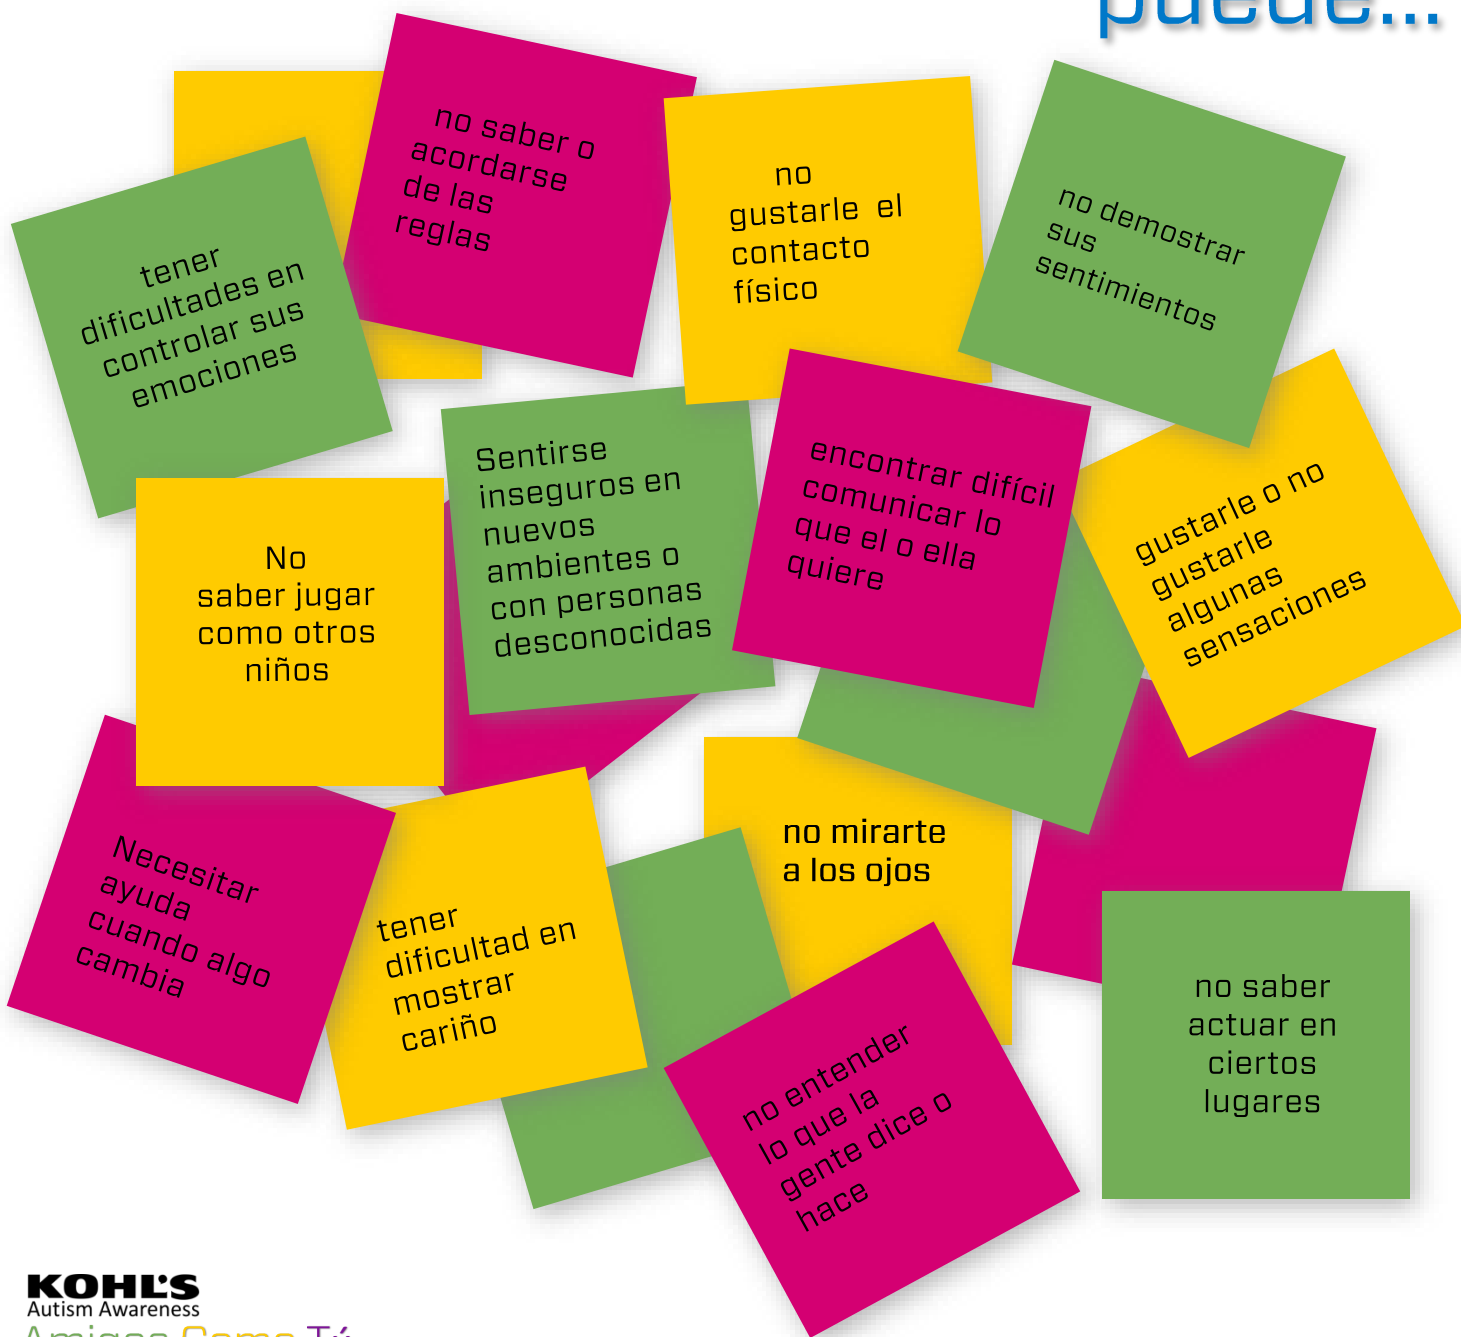 puede...
no saber o
acordarse
de las
reglas
no
gustarle el
contacto
físico
no demostrar
sus
sentimientos
tener
dificultades en
controlar sus
emociones
Sentirse
inseguros en
nuevos
ambientes o
con personas
desconocidas
encontrar difícil
comunicar lo
que el o ella
quiere
gustarle o no
gustarle
algunas
sensaciones
No
saber jugar
como otros
niños
no mirarte
a los ojos
Necesitar
ayuda
cuando algo
cambia
tener
dificultad en
mostrar
cariño
no saber
actuar en
ciertos
lugares
no entender
lo que la
gente dice o
hace
KOHL'S
Autism Awareness
Amigos Como Tú